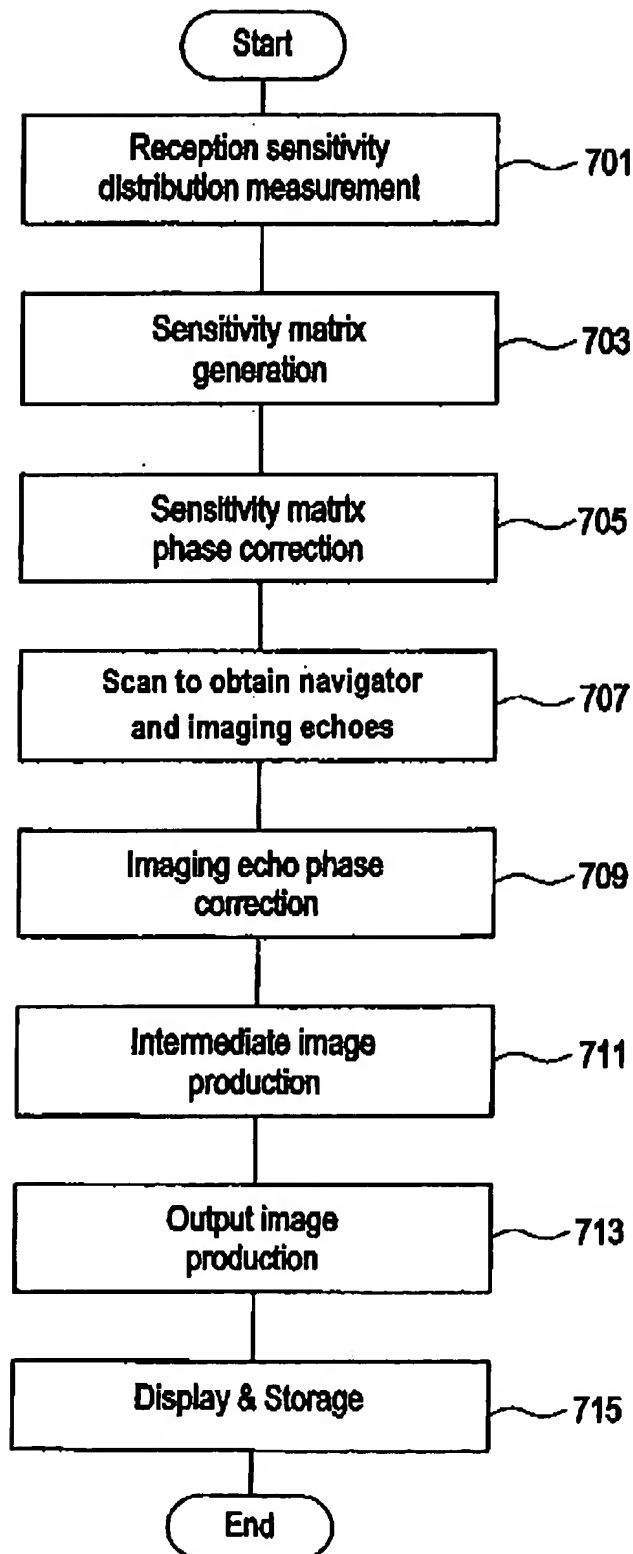 Start
Reception sensitivity
distribution measurement
701
Sensitivity matrix
generation
703
Sensitivity matrix
phase correction
705
Scan to obtain navigator
and imaging echoes
707
Imaging echo phase
correction
709
Intermediate image
production
711
Output image
production
713
Display & Storage
715
End